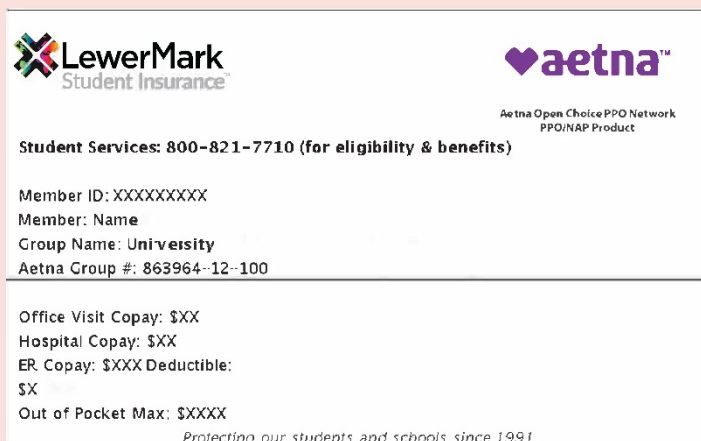 LewerMark
Student Insurance™
aetna™
Aetna Open Choice PPO Network
PPO/NAP Product
Student Services: 800-821-7710 (for eligibility & benefits)
Member ID: XXXXXXXXX
Member: Name
Group Name: University
Aetna Group #: 863964-12-100
Office Visit Copay: $XX
Hospital Copay: $XX
ER Copay: $XXX Deductible:
$X
Out of Pocket Max: $XXXX
Protecting our students and schools since 1991